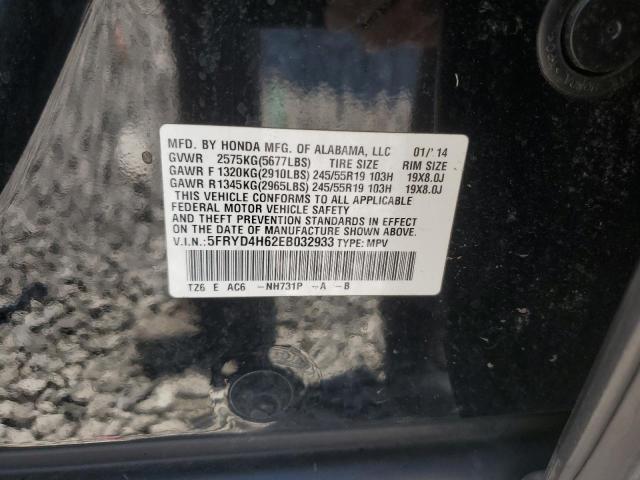 MFD. BY HONDA MFG. OF ALABAMA, LLC 01/'14
GVWR 2575KG(5677LBS) TIRE SIZE RIM SIZE
GAWR F 1320KG(2910LBS) 245/55R19 103H 19X8.0J
GAWR R1345KG(2965LBS) 245/55R19 103H 19X8.0J
THIS VEHICLE CONFORMS TO ALL APPLICABLE
FEDERAL MOTOR VEHICLE SAFETY
AND THEFT PREVENTION STANDARDS IN EFFECT
ON THE DATE OF MANUFACTURE SHOWN ABOVE.
V.I.N.:5FRYD4H62EB032933 TYPE: MPV
TZ6 E AC6 -NH731P -A -B